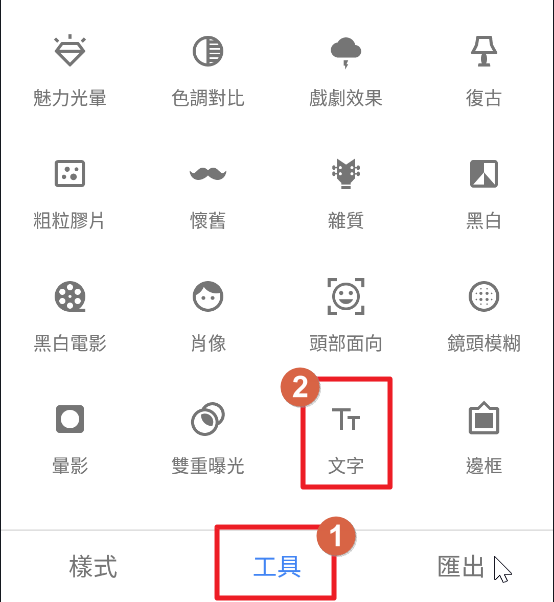 魅力光暈 色調對比 戲劇效果 復古
粗粒膠片 懷舊 雜質 黑白
黑白電影 肖像 頭部面向 鏡頭模糊
2
Tт
暈影 雙重曝光 文字 邊框
1
樣式 工具 匯出